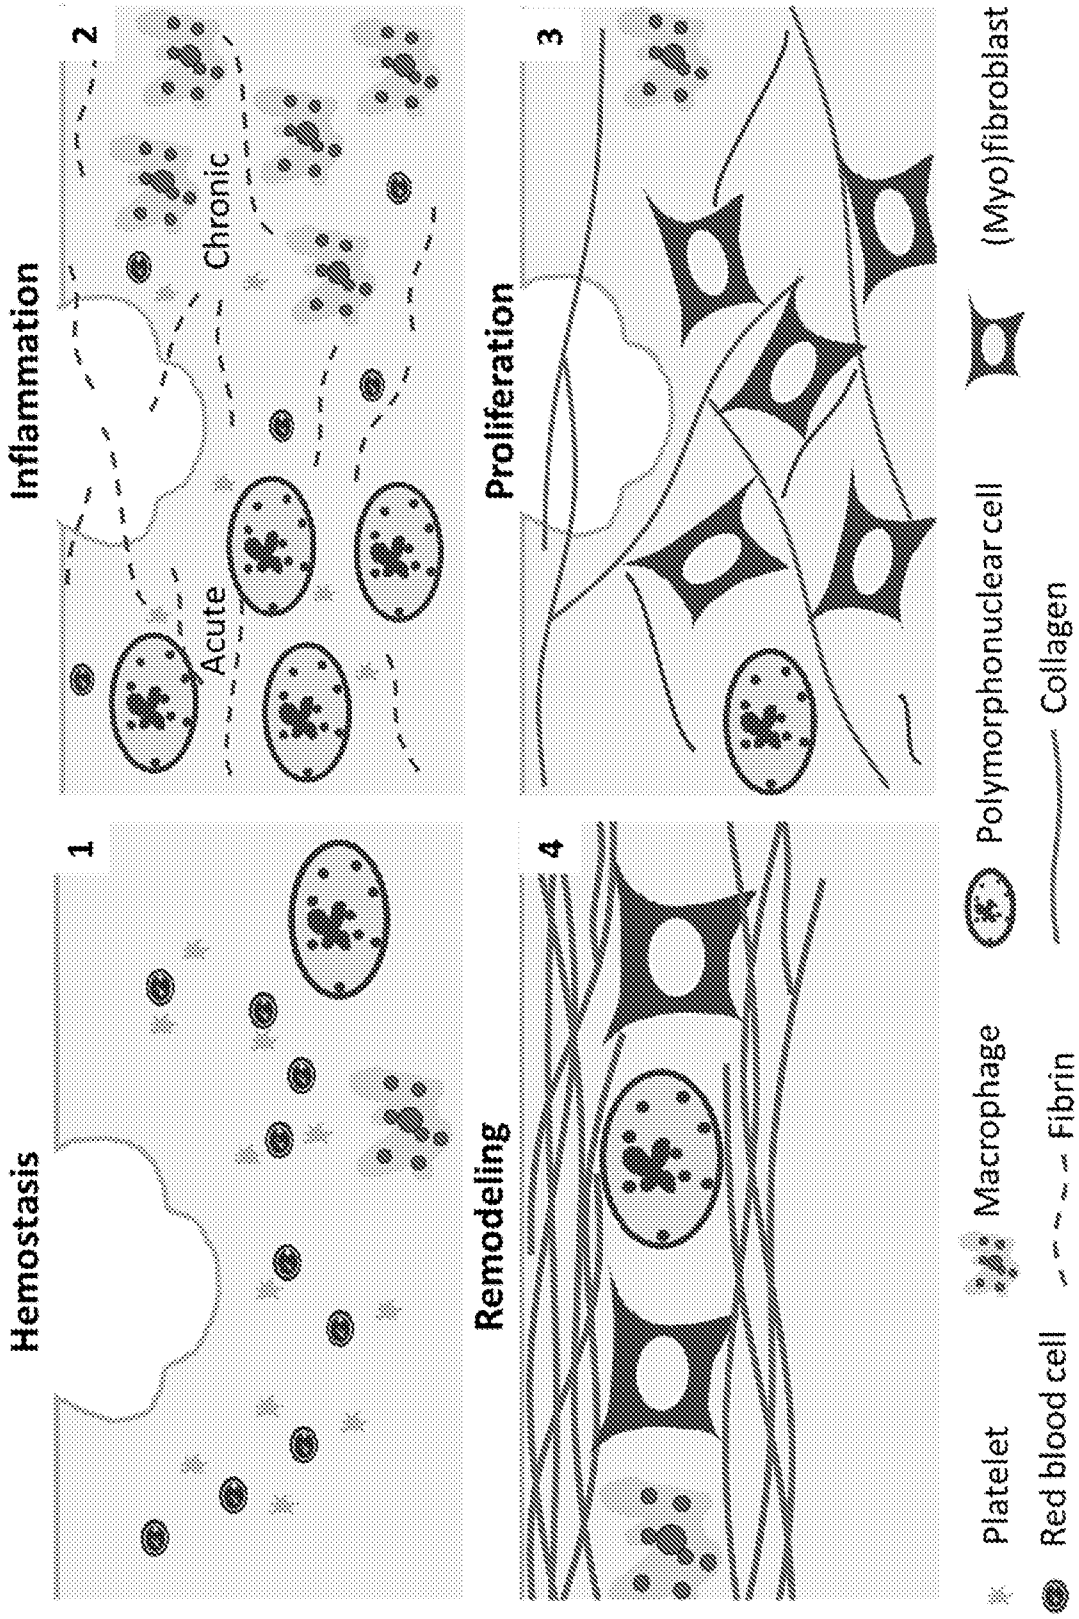 Hemostasis
1
Inflammation
2
Acute
Chronic
Remodeling
4
Proliferation
3
Platelet
Macrophage
Polymorphonuclear cell
(Myo)fibroblast
Red blood cell
Fibrin
Collagen